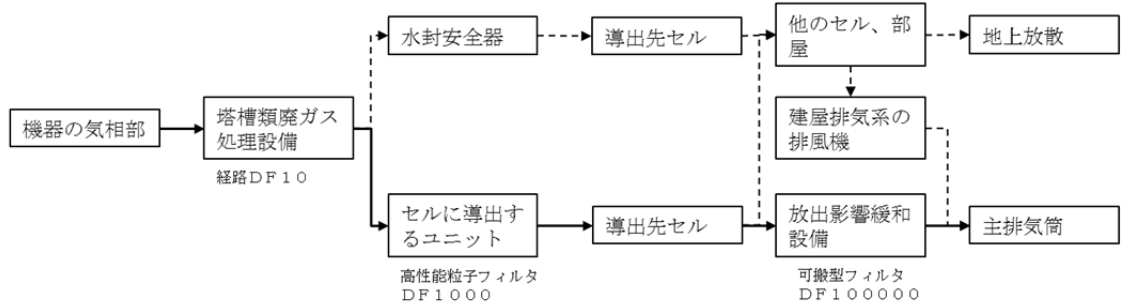 水封安全器
導出先セル
他のセル、部
屋
地上放散
機器の気相部
塔槽類廃ガス
処理設備
経路ＤＦ１０
建屋排気系の
排風機
セルに導出す
るユニット
高性能粒子フィルタ
ＤＦ１０００
導出先セル
放出影響緩和
設備
可搬型フィルタ
ＤＦ１０００００
主排気筒